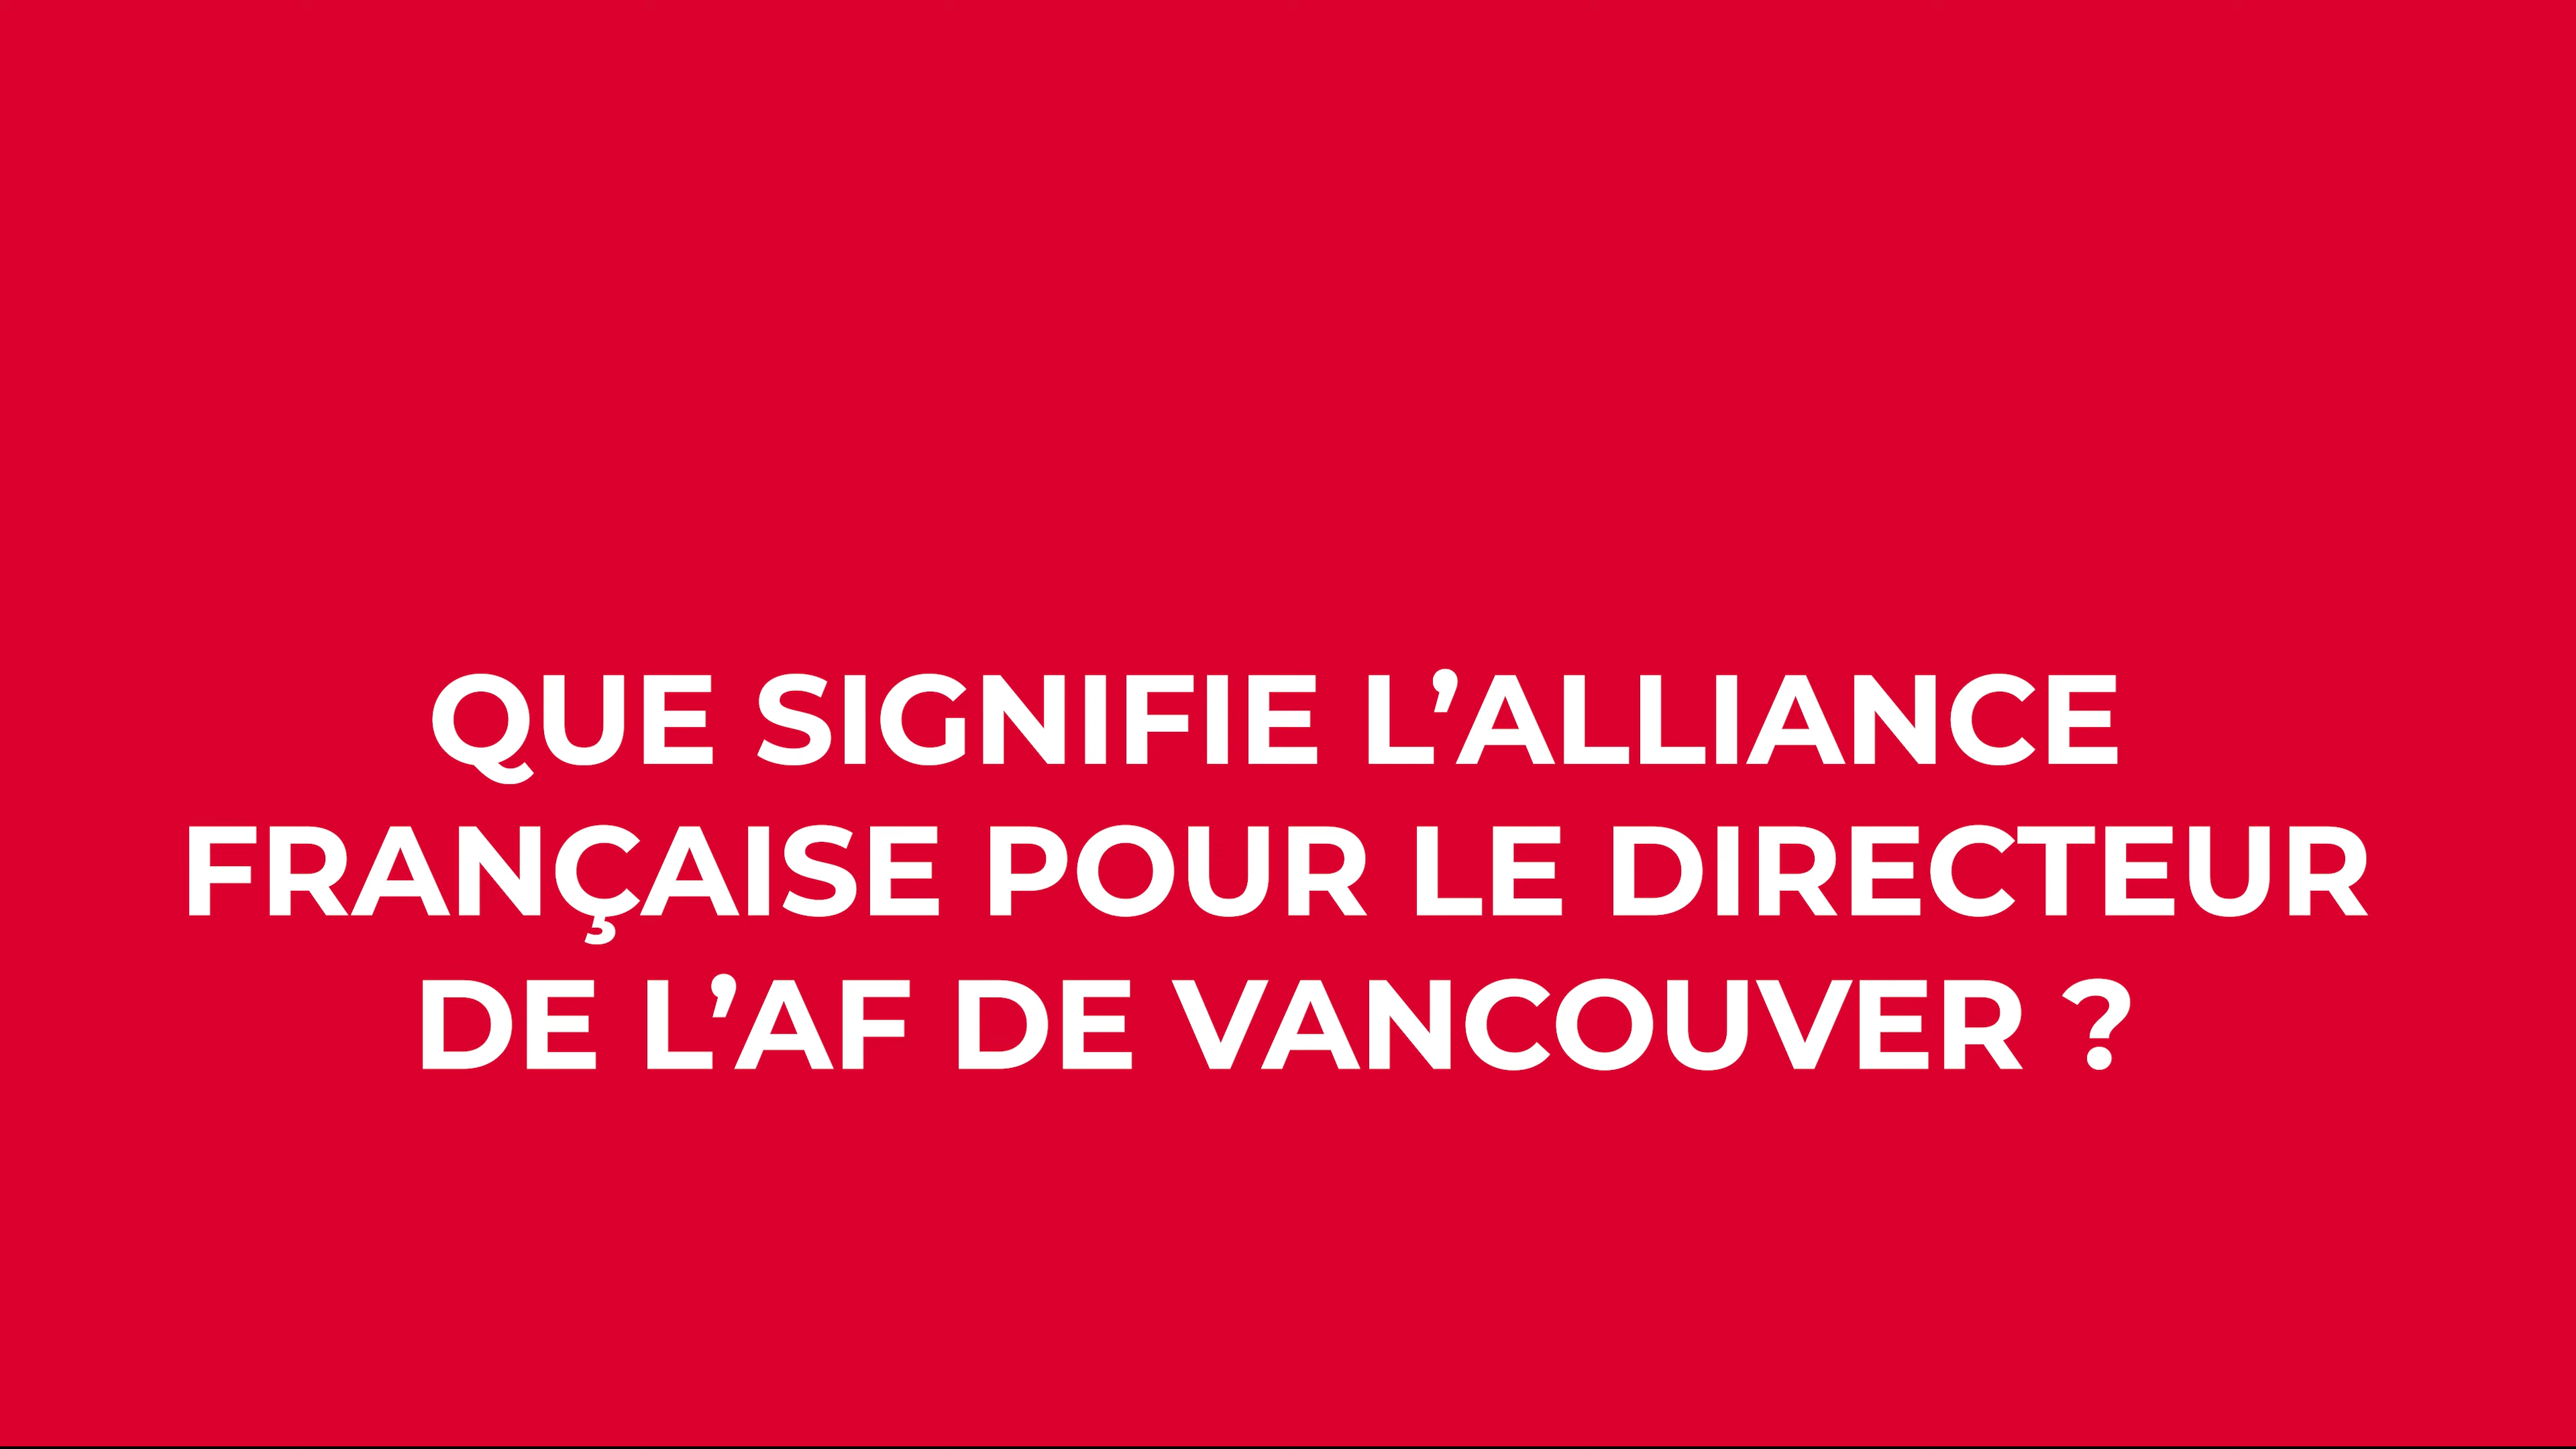 QUE SIGNIFIE L’ALLIANCE
FRANÇAISE POUR LE DIRECTEUR
DE L’AF DE VANCOUVER ?